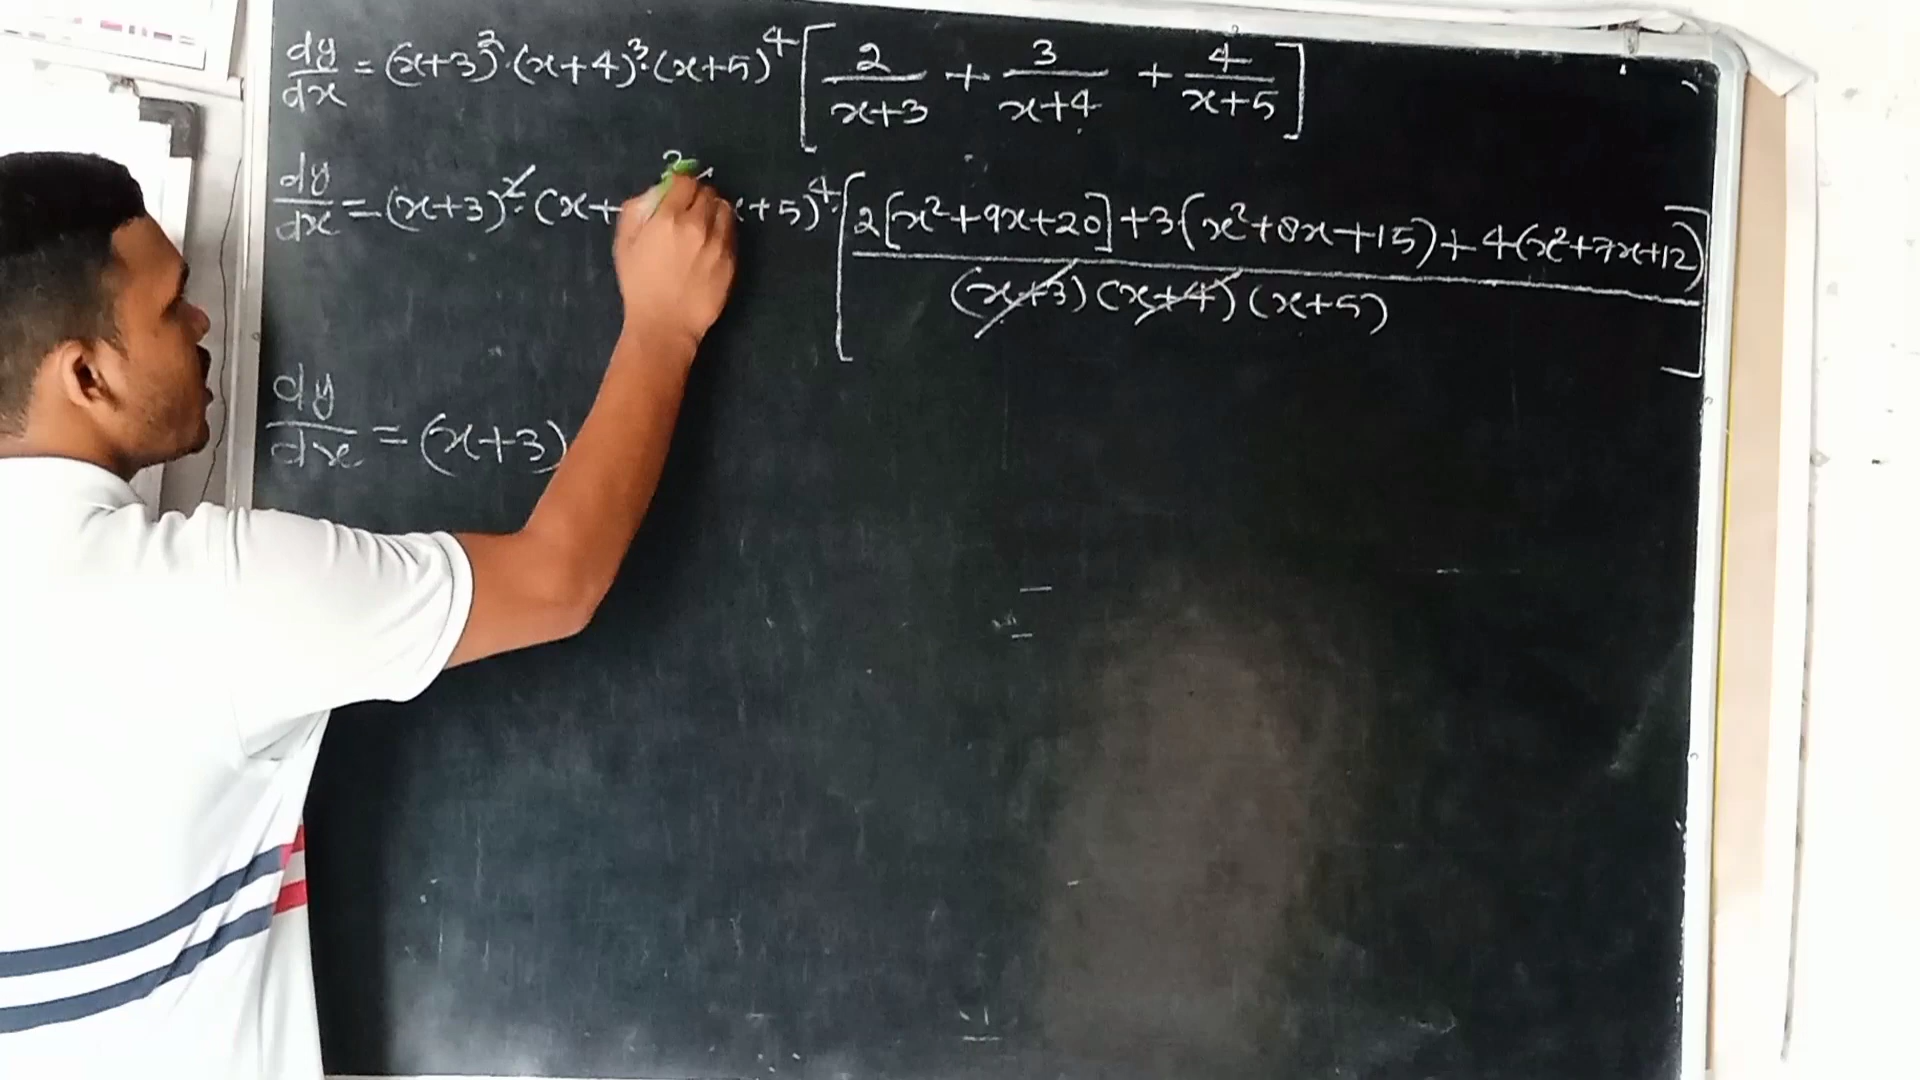 dy/dx = (x+3)²·(x+4)³·(x+5)⁴ [2/(x+3) + 3/(x+4) + 4/(x+5)]
dy/dx = (x+3)²·(x+ x+5)⁴·[2[x²+9x+20]+3(x²+8x+15)+4(x²+7x+12)/(x+3)(x+4)(x+5)]
dy/dx = (x+3)